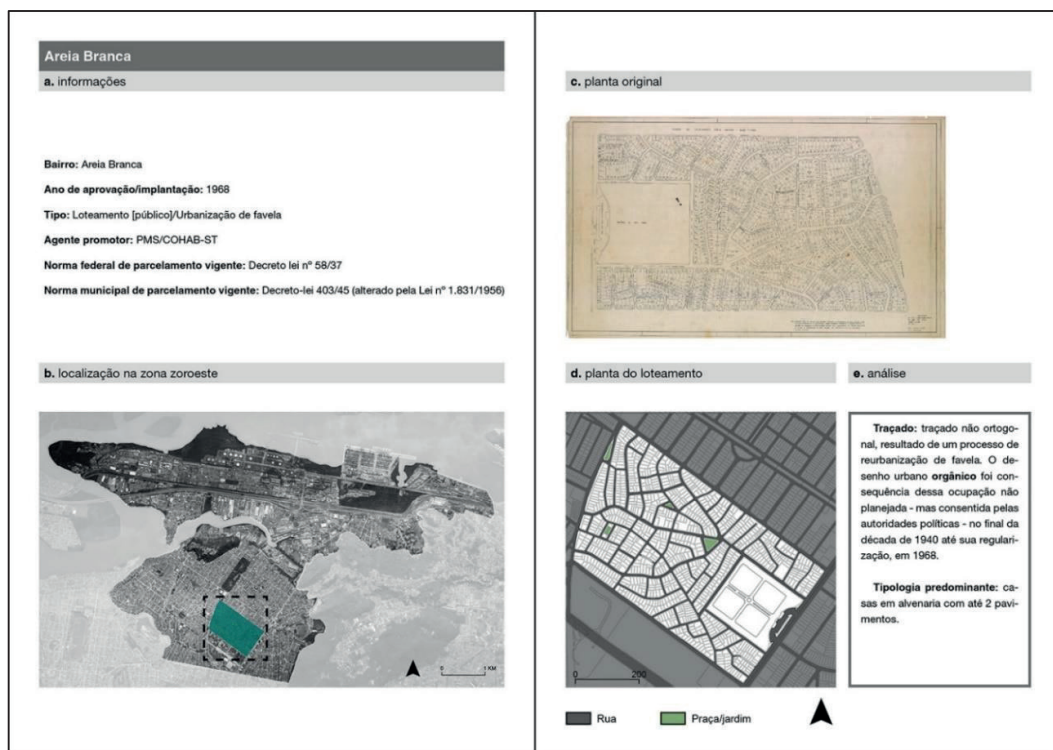 Areia Branca
a. informações
Bairro: Areia Branca
Ano de aprovação/implantação: 1968
Tipo: Loteamento [público]/Urbanização de favela
Agente promotor: PMS/COHAB-ST
Norma federal de parcelamento vigente: Decreto lei nº 58/37
Norma municipal de parcelamento vigente: Decreto-lei 403/45 (alterado pela Lei nº 1.831/1956)
b. localização na zona zoroeste
0 1 KM
c. planta original
d. planta do loteamento
0 200
Rua
Praça/jardim
e. análise
Traçado: traçado não ortogo-
nal, resultado de um processo de
reurbanização de favela. O de-
senho urbano orgânico foi con-
sequência dessa ocupação não
planejada - mas consentida pelas
autoridades políticas - no final da
década de 1940 até sua regulari-
zação, em 1968.
Tipologia predominante: ca-
sas em alvenaria com até 2 pavi-
mentos.